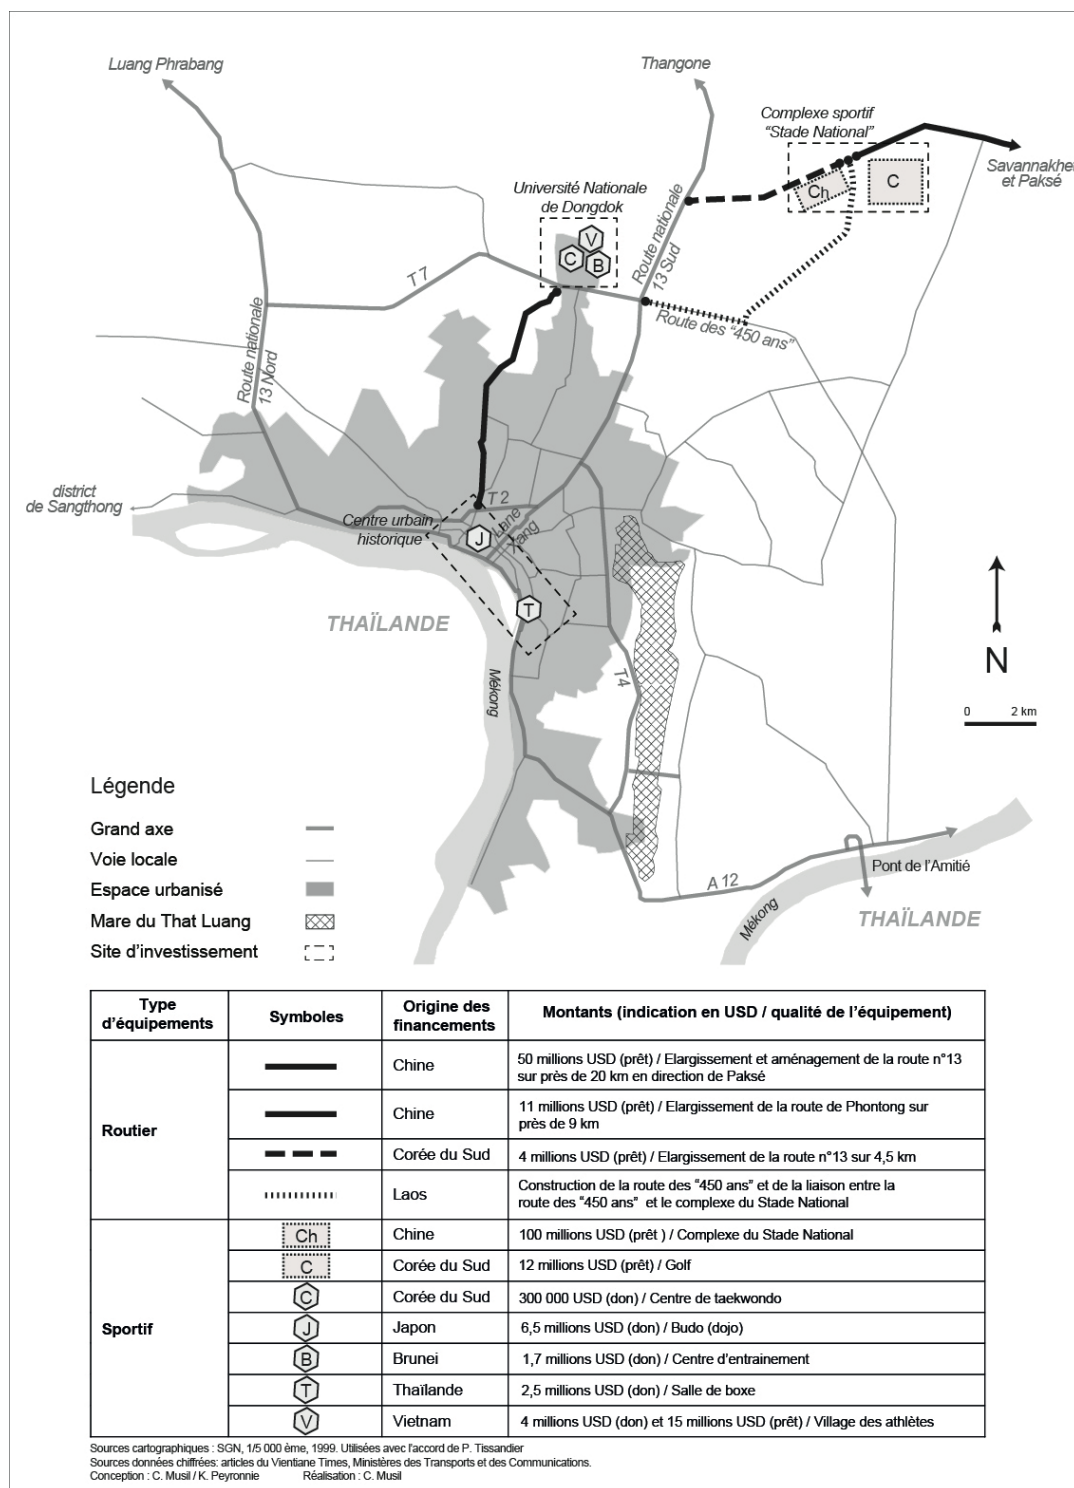 Luang Phrabang
Thangone
Complexe sportif
"Stade National"
Savannakhet
et Paksé
Ch
C
Université Nationale
de Dongdok
V
C
B
Route nationale
13 Sud
T7
Route des "450 ans"
Route nationale
13 Nord
district
de Sangthong
T2
Centre urbain
historique
Lane
Xang
J
T
THAÏLANDE
Mékong
T4
N
0 2 km
Pont de l'Amitié
A 12
Mékong
THAÏLANDE
Légende
Grand axe
Voie locale
Espace urbanisé
Mare du That Luang
Site d'investissement
Type
d'équipements
Symboles
Origine des
financements
Montants (indication en USD / qualité de l'équipement)
Routier
Chine
50 millions USD (prêt) / Elargissement et aménagement de la route n°13
sur près de 20 km en direction de Paksé
Chine
11 millions USD (prêt) / Elargissement de la route de Phontong sur
près de 9 km
Corée du Sud
4 millions USD (prêt) / Elargissement de la route n°13 sur 4,5 km
Laos
Construction de la route des "450 ans" et de la liaison entre la
route des "450 ans" et le complexe du Stade National
Sportif
Ch Chine 100 millions USD (prêt ) / Complexe du Stade National
C Corée du Sud 12 millions USD (prêt) / Golf
C Corée du Sud 300 000 USD (don) / Centre de taekwondo
J Japon 6,5 millions USD (don) / Budo (dojo)
B Brunei 1,7 millions USD (don) / Centre d'entrainement
T Thaïlande 2,5 millions USD (don) / Salle de boxe
V Vietnam 4 millions USD (don) et 15 millions USD (prêt) / Village des athlètes
Sources cartographiques : SGN, 1/5 000 ème, 1999. Utilisées avec l'accord de P. Tissandier
Sources données chiffrées: articles du Vientiane Times, Ministères des Transports et des Communications.
Conception : C. Musil / K. Peyronnie Réalisation : C. Musil